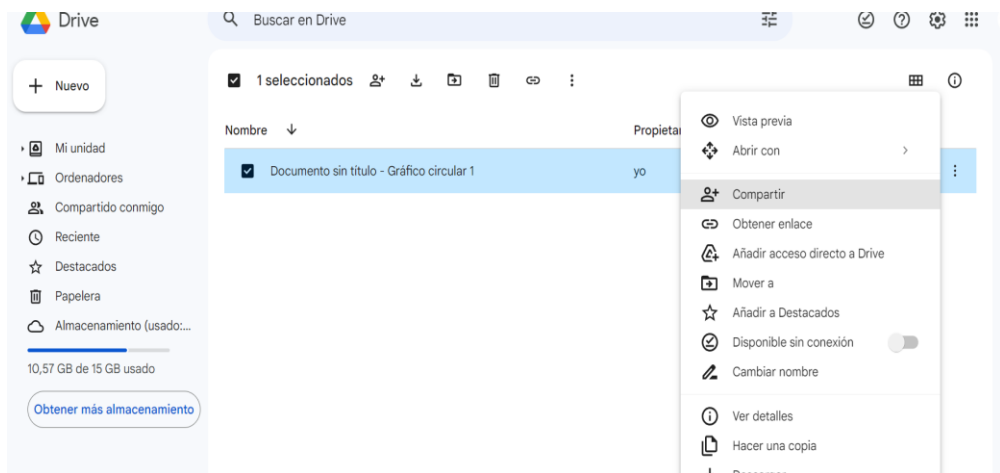 Drive
Buscar en Drive
Nuevo
1 seleccionados
Nombre
Mi unidad
Ordenadores
Compartido conmigo
Reciente
Destacados
Papelera
Almacenamiento (usado:...
10,57 GB de 15 GB usado
Obtener más almacenamiento
Propieta
Documento sin título - Gráfico circular 1
yo
Vista previa
Abrir con
Compartir
Obtener enlace
Añadir acceso directo a Drive
Mover a
Añadir a Destacados
Disponible sin conexión
Cambiar nombre
Ver detalles
Hacer una copia